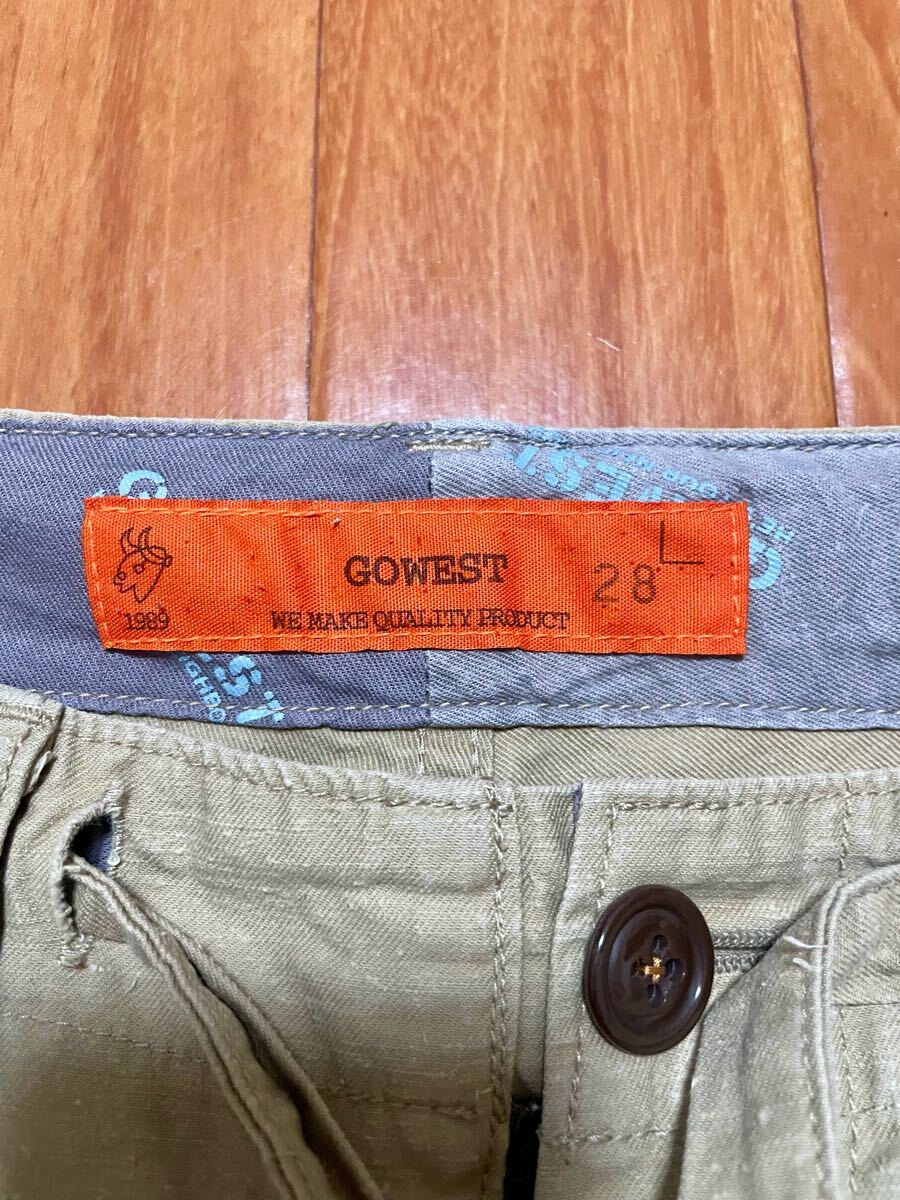 GOWEST
28
1989
WE MAKE QUALITY PRODUCT